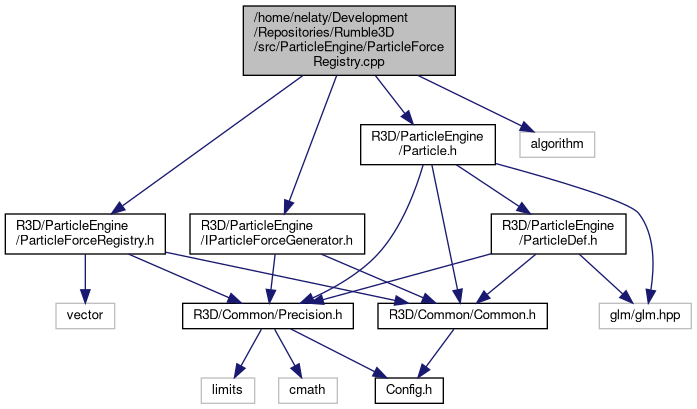 /home/nelaty/Development
/Repositories/Rumble3D
/src/ParticleEngine/ParticleForce
Registry.cpp
R3D/ParticleEngine
/Particle.h
algorithm
R3D/ParticleEngine
/ParticleForceRegistry.h
R3D/ParticleEngine
/IParticleForceGenerator.h
R3D/ParticleEngine
/ParticleDef.h
vector
R3D/Common/Precision.h
R3D/Common/Common.h
glm/glm.hpp
limits
cmath
Config.h